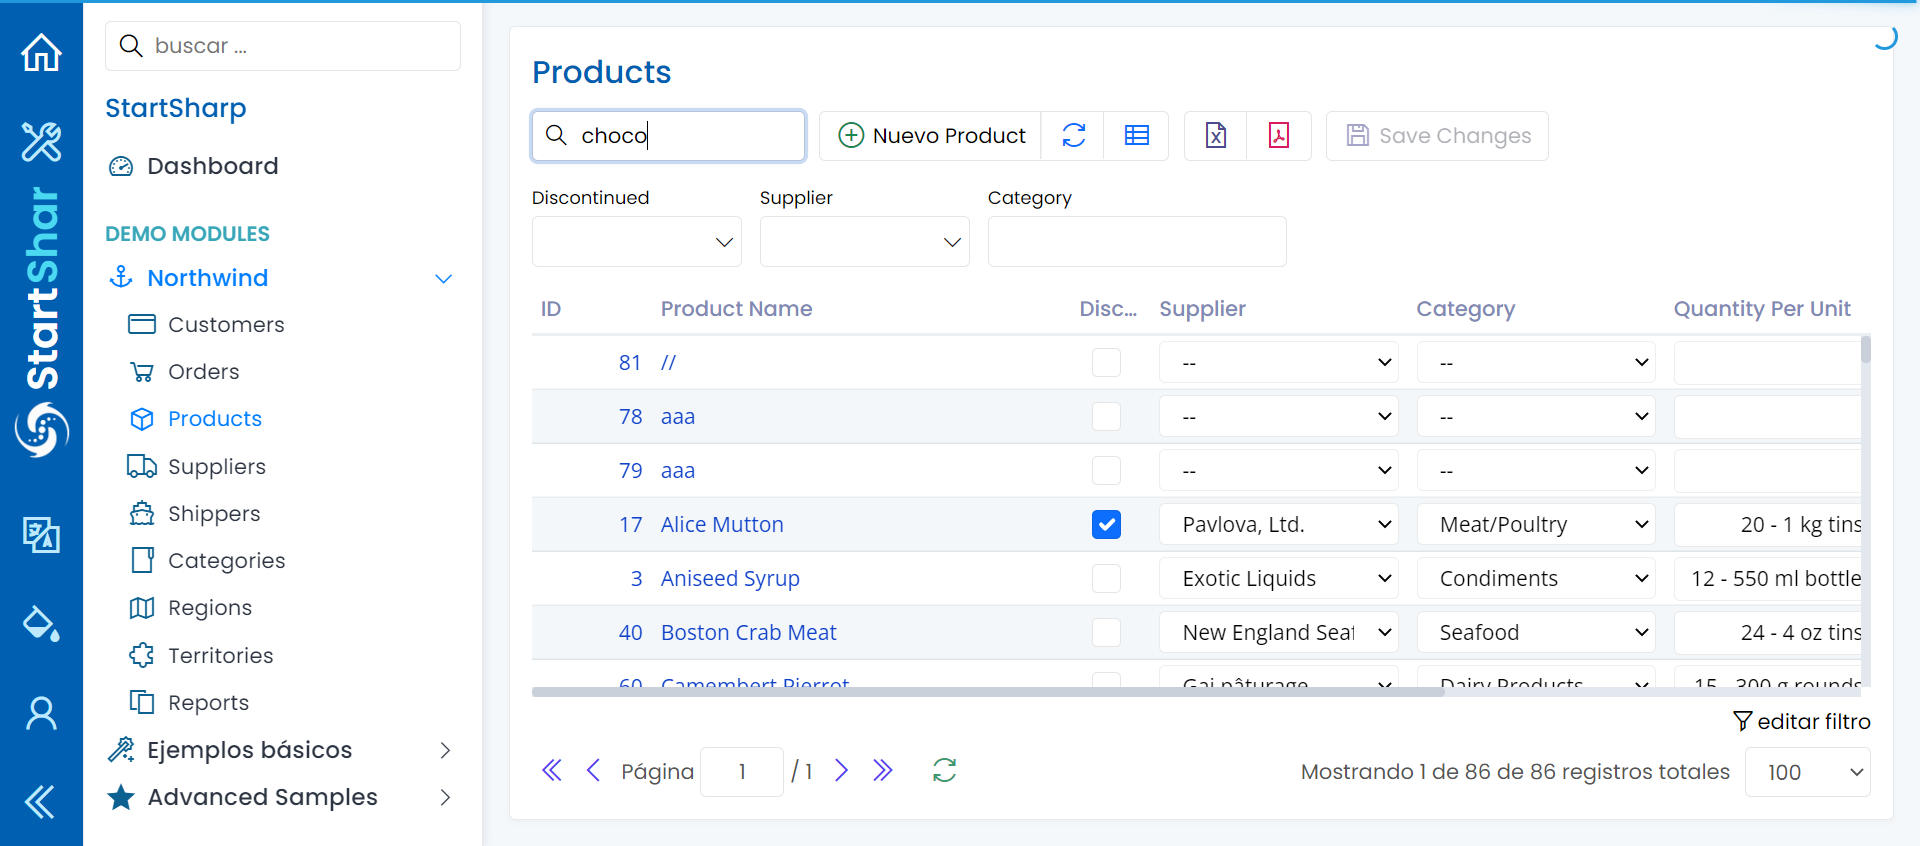 buscar ...
StartSharp
Dashboard
DEMO MODULES
Northwind
Customers
Orders
Products
Suppliers
Shippers
Categories
Regions
Territories
Reports
Ejemplos básicos
Advanced Samples
StartShar
Products
choco
Nuevo Product
Save Changes
Discontinued Supplier Category
ID Product Name Disc... Supplier Category Quantity Per Unit
81 // -- --
78 aaa -- --
79 aaa -- --
17 Alice Mutton Pavlova, Ltd. Meat/Poultry 20 - 1 kg tins
3 Aniseed Syrup Exotic Liquids Condiments 12 - 550 ml bottle
40 Boston Crab Meat New England Seaf Seafood 24 - 4 oz tins
60 Camembert Pierrot Gai pâturage Dairy Products 15 - 300 g rounds
editar filtro
Página 1 / 1
Mostrando 1 de 86 de 86 registros totales 100